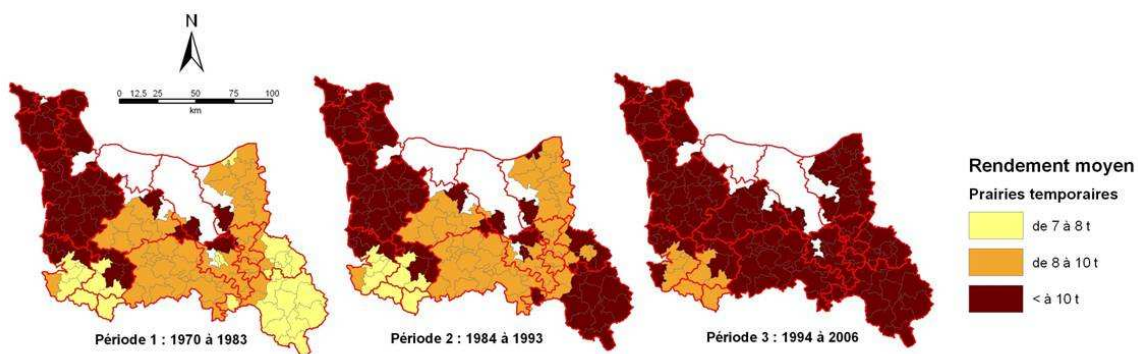 N
0 12,5 25 50 75 100
km
Rendement moyen
Prairies temporaires
de 7 à 8 t
de 8 à 10 t
< à 10 t
Période 1 : 1970 à 1983
Période 2 : 1984 à 1993
Période 3 : 1994 à 2006